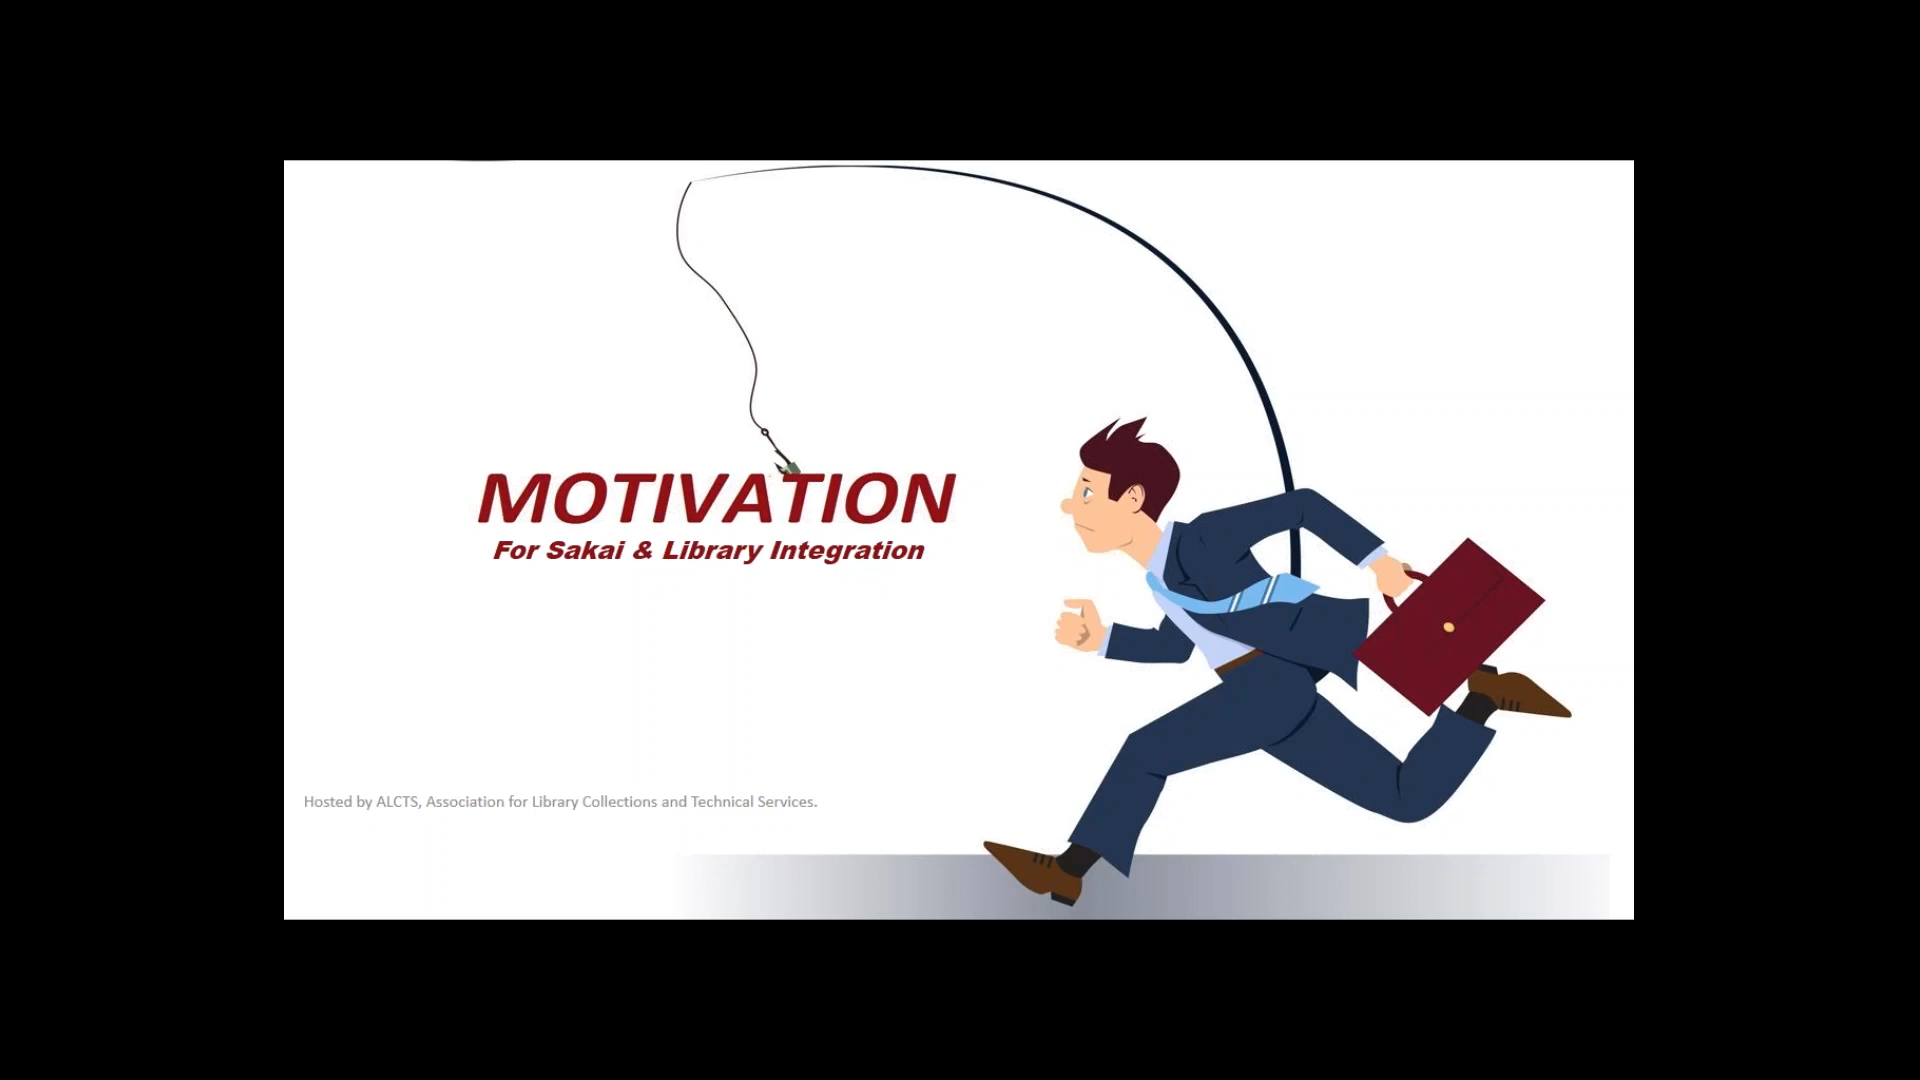 MOTIVATION
For Sakai & Library Integration
Hosted by ALCTS, Association for Library Collections and Technical Services.